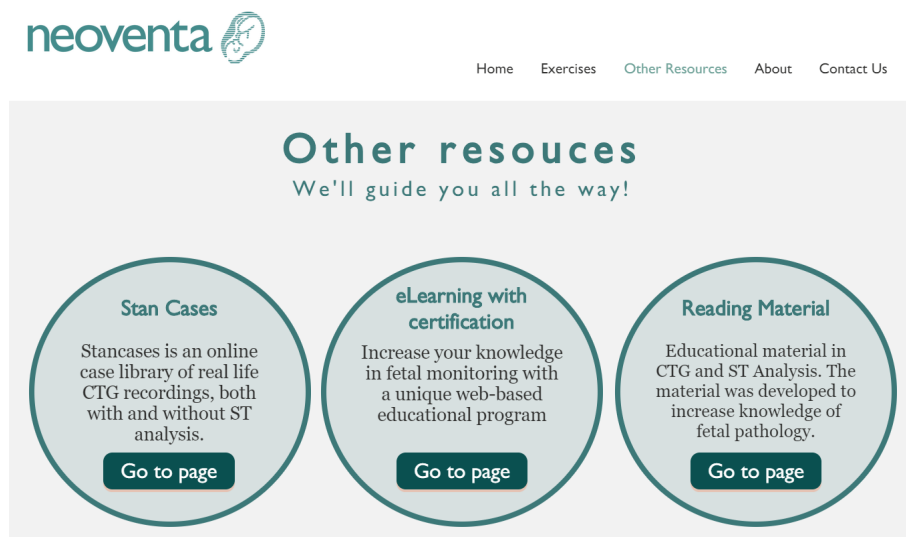 neoventa
Home Exercises Other Resources About Contact Us
Other resouces
We'll guide you all the way!
Stan Cases
Stancases is an online
case library of real life
CTG recordings, both
with and without ST
analysis.
Go to page
eLearning with
certification
Increase your knowledge
in fetal monitoring with
a unique web-based
educational program
Go to page
Reading Material
Educational material in
CTG and ST Analysis. The
material was developed to
increase knowledge of
fetal pathology.
Go to page